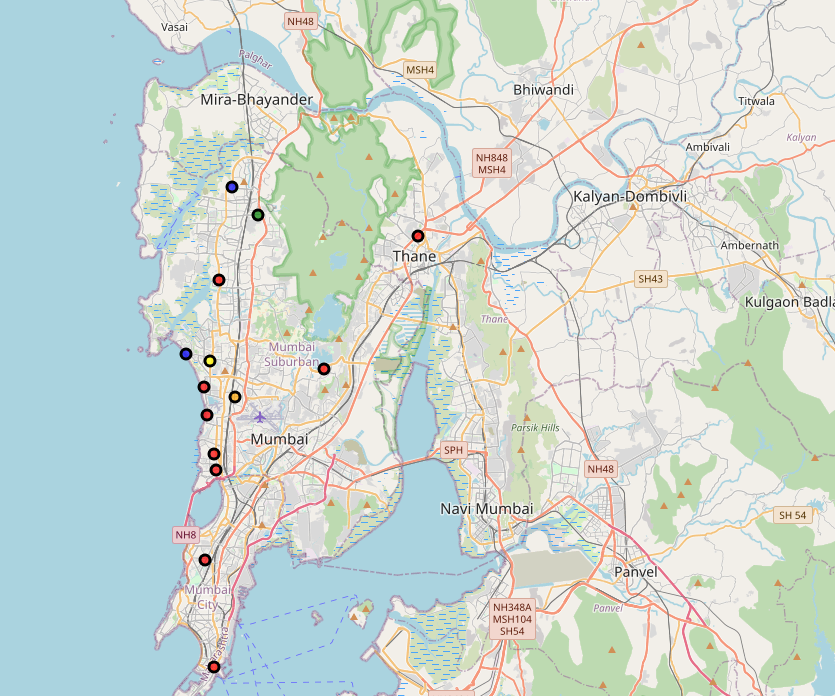 Vasai
NH48
Palghar
MSH4
Mira-Bhayander
Bhiwandi
Titwala
Kalyan
Ambivali
NH848
MSH4
Kalyan-Dombivli
Ambernath
Thane
SH43
Kulgaon Badla
Thane
Mumbai
Suburban
Parsik Hills
Mumbai
SPH
NH48
Navi Mumbai
SH 54
NH8
Panvel
Mumbai
City
Panvel
NH348A
MSH104
SH54